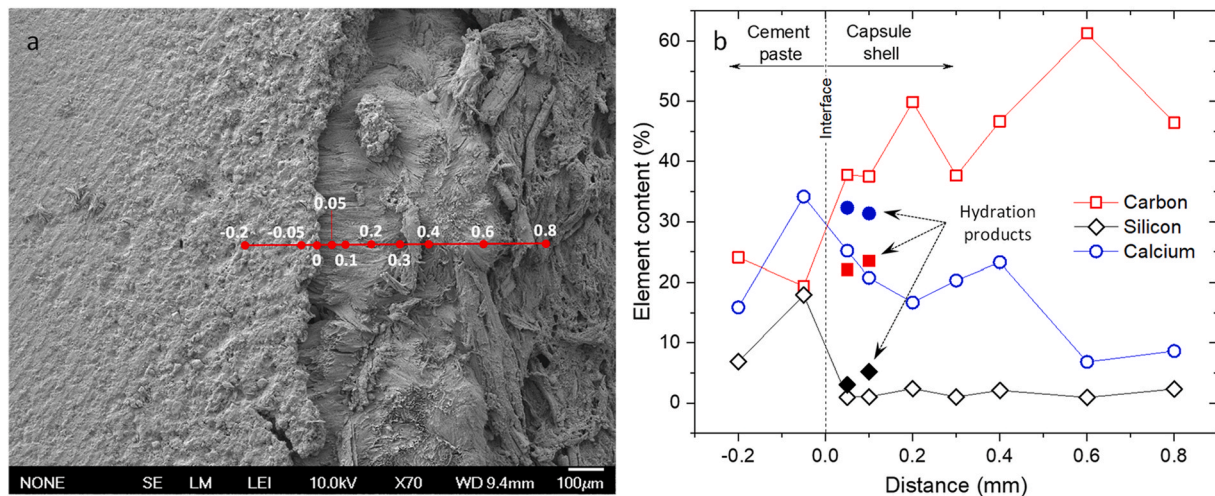 a
-0.2
-0.05
0
0.05
0.1
0.2
0.3
0.4
0.6
0.8
NONE SE LM LEI 10.0kV X70 WD 9.4mm 100µm
b
Cement
paste
Capsule
shell
Interface
Hydration
products
Carbon
Silicon
Calcium
Element content (%)
60
50
40
30
20
10
0
-0.2 0.0 0.2 0.4 0.6 0.8
Distance (mm)